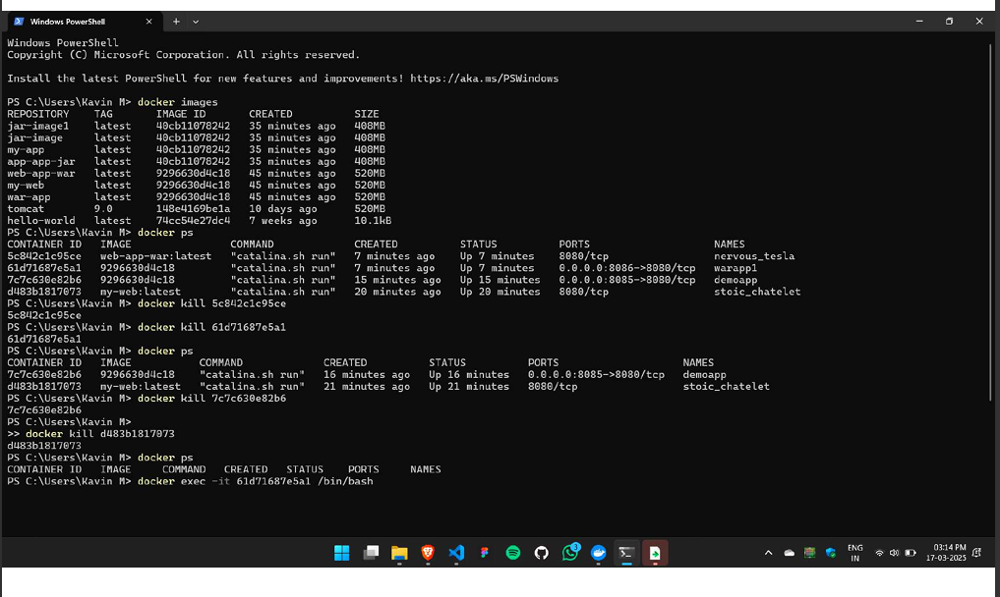 Windows PowerShell
Windows PowerShell
Copyright (C) Microsoft Corporation. All rights reserved.
Install the latest PowerShell for new features and improvements! https://aka.ms/PSWindows
PS C:\Users\Kavin M> docker images
REPOSITORY TAG IMAGE ID CREATED SIZE
jar-image1 latest 40cb11078242 35 minutes ago 408MB
jar-image latest 40cb11078242 35 minutes ago 408MB
my-app latest 40cb11078242 35 minutes ago 408MB
app-app-jar latest 40cb11078242 35 minutes ago 408MB
web-app-war latest 9296630d4c18 45 minutes ago 520MB
my-web latest 9296630d4c18 45 minutes ago 520MB
war-app latest 9296630d4c18 45 minutes ago 520MB
tomcat 9.0 148e4169be1a 10 days ago 520MB
hello-world latest 74cc54e27dc4 7 weeks ago 10.1kB
PS C:\Users\Kavin M> docker ps
CONTAINER ID IMAGE COMMAND CREATED STATUS PORTS NAMES
5c842c1c95ce web-app-war:latest "catalina.sh run" 7 minutes ago Up 7 minutes 8080/tcp nervous_tesla
61d71687e5a1 9296630d4c18 "catalina.sh run" 7 minutes ago Up 7 minutes 0.0.0.0:8086->8080/tcp warapp1
7c7c630e82b6 9296630d4c18 "catalina.sh run" 15 minutes ago Up 15 minutes 0.0.0.0:8085->8080/tcp demoapp
d483b1817073 my-web:latest "catalina.sh run" 20 minutes ago Up 20 minutes 8080/tcp stoic_chatelet
PS C:\Users\Kavin M> docker kill 5c842c1c95ce
5c842c1c95ce
PS C:\Users\Kavin M> docker kill 61d71687e5a1
61d71687e5a1
PS C:\Users\Kavin M> docker ps
CONTAINER ID IMAGE COMMAND CREATED STATUS PORTS NAMES
7c7c630e82b6 9296630d4c18 "catalina.sh run" 16 minutes ago Up 16 minutes 0.0.0.0:8085->8080/tcp demoapp
d483b1817073 my-web:latest "catalina.sh run" 21 minutes ago Up 21 minutes 8080/tcp stoic_chatelet
PS C:\Users\Kavin M> docker kill 7c7c630e82b6
7c7c630e82b6
PS C:\Users\Kavin M>
>> docker kill d483b1817073
d483b1817073
PS C:\Users\Kavin M> docker ps
CONTAINER ID IMAGE COMMAND CREATED STATUS PORTS NAMES
PS C:\Users\Kavin M> docker exec -it 61d71687e5a1 /bin/bash
3
ENG
IN
03:14 PM
17-03-2025